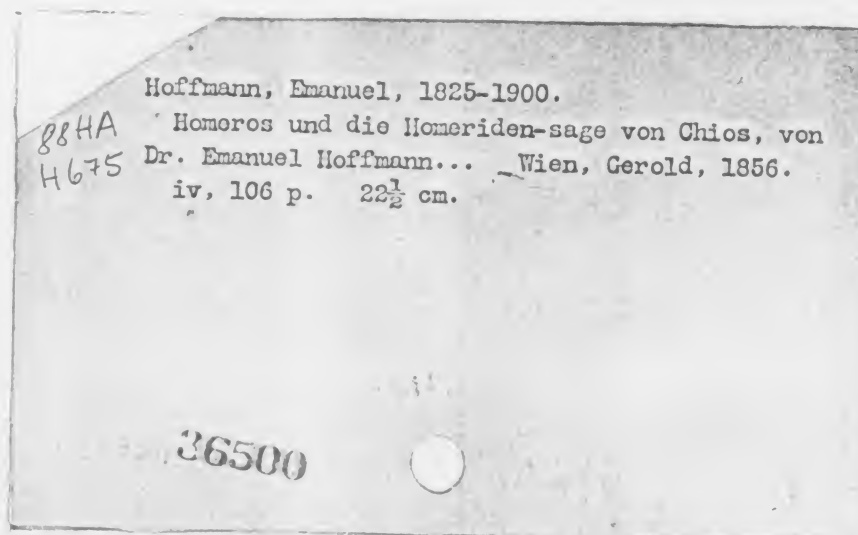 Hoffmann, Emanuel, 1825-1900.
88HA
Homeros und die Homeriden-sage von Chios, von
H675
Dr. Emanuel Hoffmann... Wien, Gerold, 1856.
iv, 106 p. 22½ cm.
36500